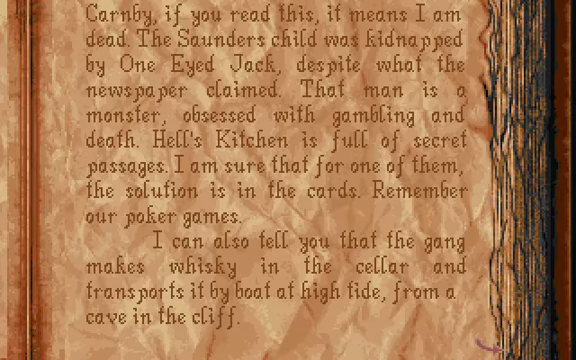 Carnby, if you read this, it means I am
dead. The Saunders child was kidnapped
by One Eyed Jack, despite what the
newspaper claimed. That man is a
monster, obsessed with gambling and
death. Hell's Kitchen is full of secret
passages. I am sure that for one of them,
the solution is in the cards. Remember
our poker games.
I can also tell you that the gang
makes whisky in the cellar and
transports it by boat at high tide, from a
cave in the cliff.